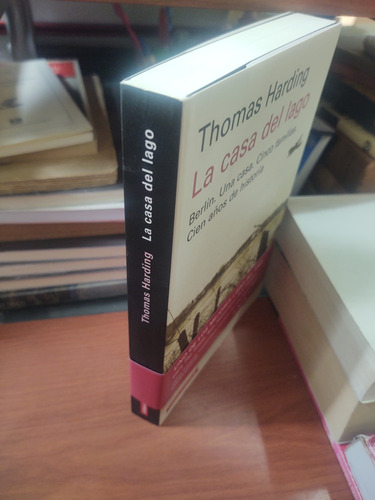 Thomas Harding
La casa del lago
Berlín. Una casa. Cinco familias.
Cien años de historia
Thomas Harding La casa del lago